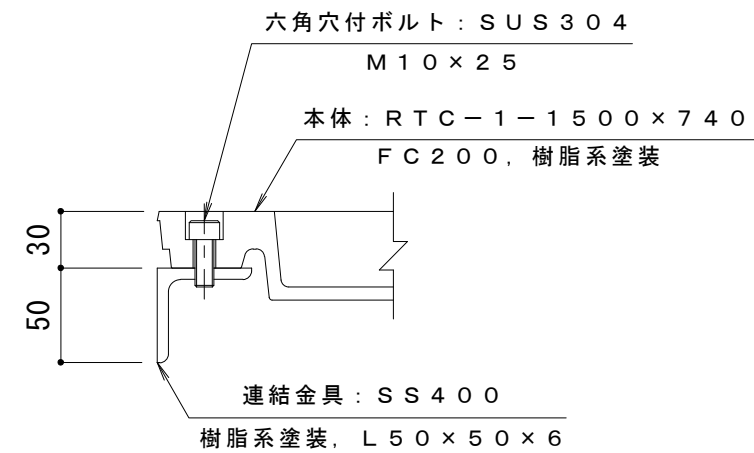 六角穴付ボルト：ＳＵＳ３０４
Ｍ１０×２５
本体：ＲＴＣ－１－１５００×７４０
ＦＣ２００，樹脂系塗装
30
50
連結金具：ＳＳ４００
樹脂系塗装，Ｌ５０×５０×６